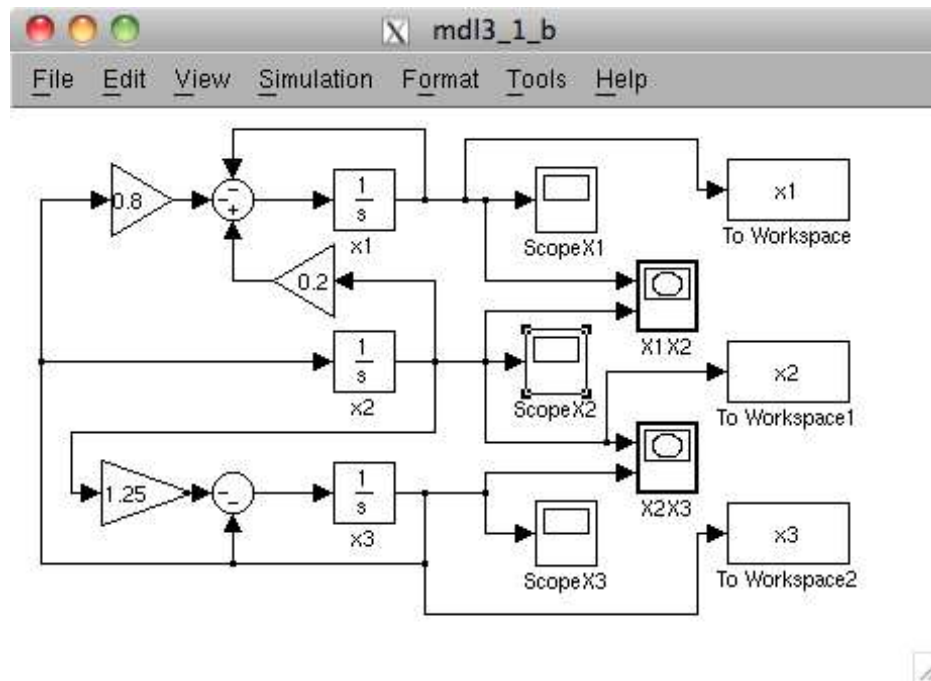 mdl3_1_b
File Edit View Simulation Format Tools Help
0.8
-
-
+
1
s
x1
ScopeX1
x1
To Workspace
0.2
X1X2
1
s
x2
ScopeX2
x2
To Workspace1
1.25
-
-
1
s
x3
X2X3
ScopeX3
x3
To Workspace2